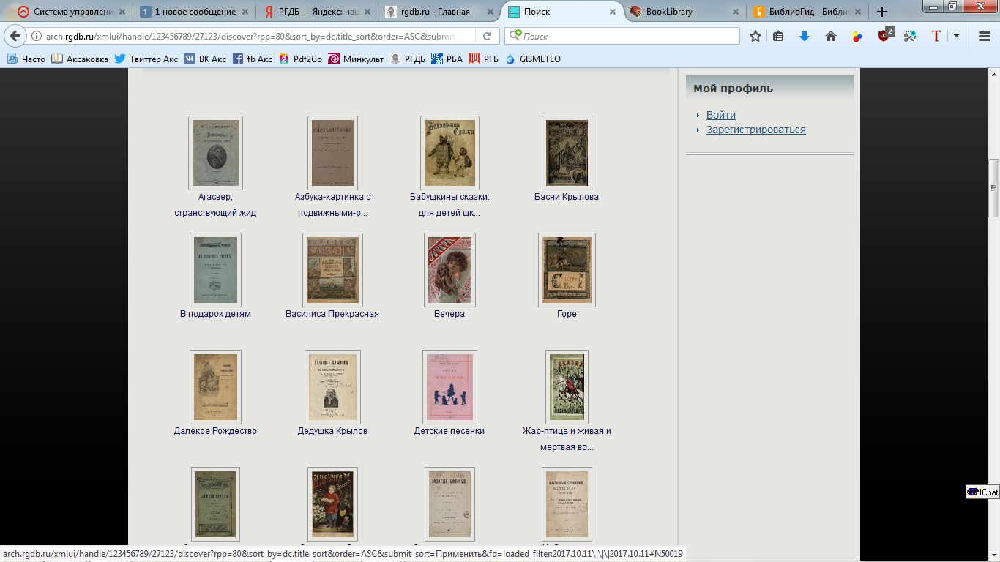 Система управлени
1 новое сообщение
РГДБ — Яндекс: наш
rgdb.ru - Главная
Поиск
BookLibrary
БиблиоГид - Библис
arch.rgdb.ru/xmlui/handle/123456789/27123/discover?rpp=80&sort_by=dc.title_sort&order=ASC&submit_
Поиск
2
Часто
Аксаковка
Твиттер Акс
ВК Акс
fb Акс
Pdf2Go
Минкульт
РГДБ
РБА
РГБ
GISMETEO
Мой профиль
Войти
Зарегистрироваться
Агасвер,
странствующий жид
Азбука-картинка с
подвижными-р...
Бабушкины сказки:
для детей шк...
Басни Крылова
В подарок детям
Василиса Прекрасная
Вечера
Горе
Далекое Рождество
Дедушка Крылов
Детские песенки
Жар-птица и живая и
мертвая во...
IChat
arch.rgdb.ru/xmlui/handle/123456789/27123/discover?rpp=80&sort_by=dc.title_sort&order=ASC&submit_sort=Применить&fq=loaded_filter:2017.10.11\|\|\|2017.10.11#N50019